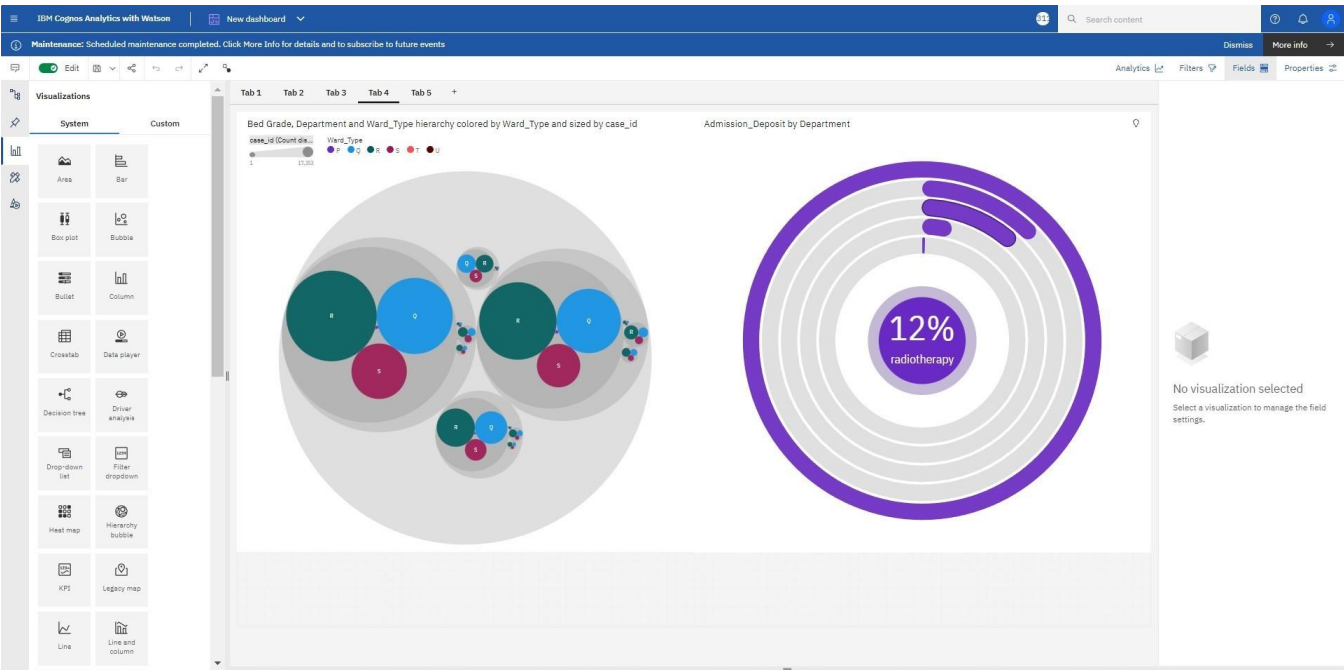 IBM Cognos Analytics with Watson
New dashboard
Search content
Maintenance: Scheduled maintenance completed. Click More Info for details and to subscribe to future events
Dismiss
More info
Edit
Analytics
Filters
Fields
Properties
Visualizations
System
Custom
Area
Bar
Box plot
Bubble
Bullet
Column
Crosstab
Data player
Decision tree
Driver
analysis
Drop-down
list
Filter
dropdown
Heat map
Hierarchy
bubble
KPI
Legacy map
Line
Line and
column
Tab 1
Tab 2
Tab 3
Tab 4
Tab 5
+
Bed Grade, Department and Ward_Type hierarchy colored by Ward_Type and sized by case_id
case_id (Count dis...
1
Ward_Type
P Q R S T U
Q R
S
R Q
S
R Q
S
R
R Q
S
Admission_Deposit by Department
12%
radiotherapy
No visualization selected
Select a visualization to manage the field
settings.